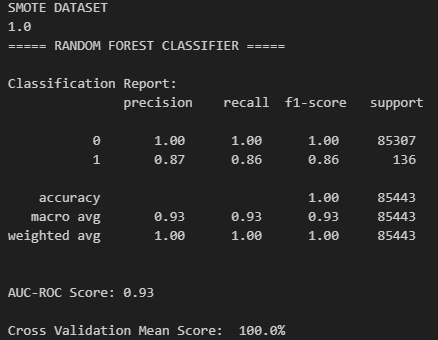 SMOTE DATASET
1.0
===== RANDOM FOREST CLASSIFIER =====
Classification Report:
precision recall f1-score support
0 1.00 1.00 1.00 85307
1 0.87 0.86 0.86 136
accuracy 1.00 85443
macro avg 0.93 0.93 0.93 85443
weighted avg 1.00 1.00 1.00 85443
AUC-ROC Score: 0.93
Cross Validation Mean Score: 100.0%